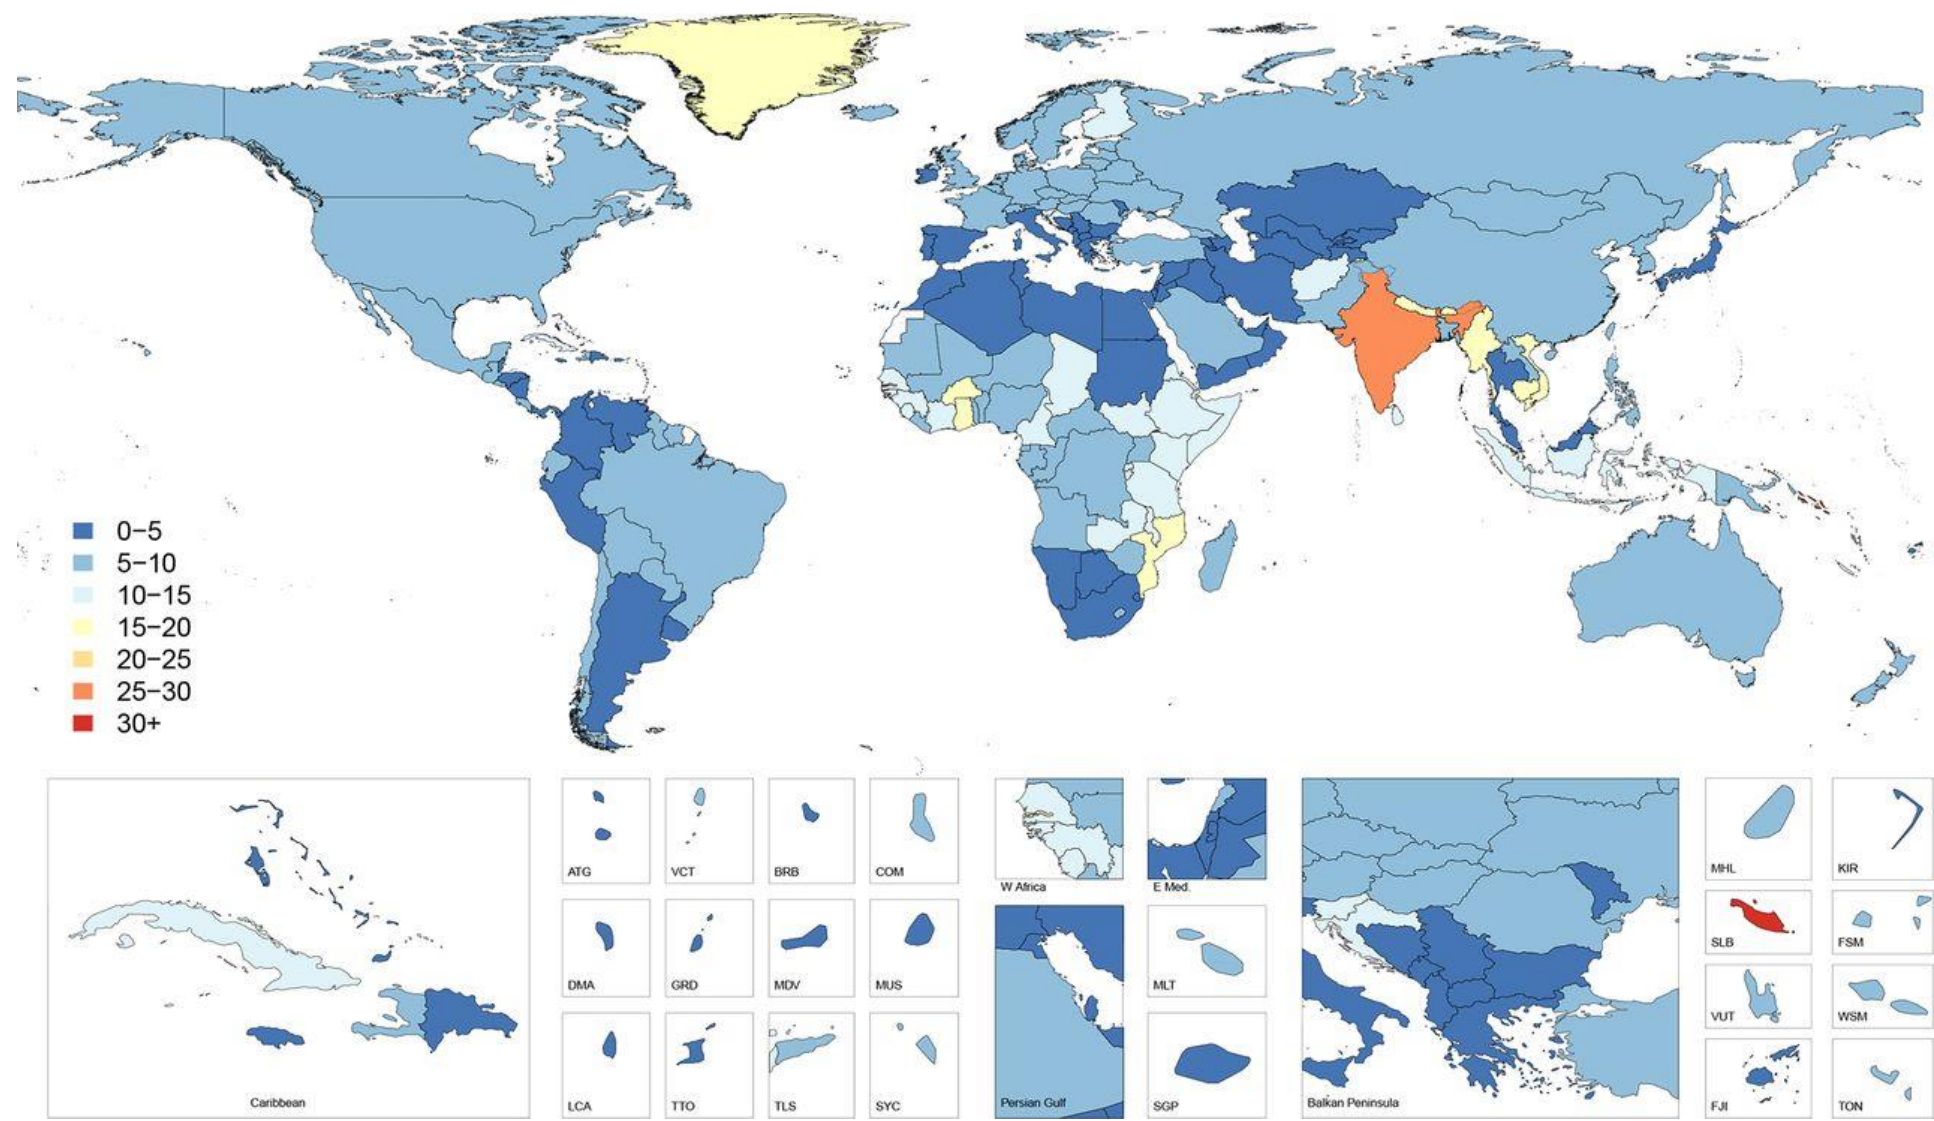 0−5
5−10
10−15
15−20
20−25
25−30
30+
Caribbean
ATG
VCT
BRB
COM
DMA
GRD
MDV
MUS
LCA
TTO
TLS
SYC
W Africa
E Med.
Persian Gulf
MLT
SGP
Balkan Peninsula
MHL
KIR
SLB
FSM
VUT
WSM
FJI
TON